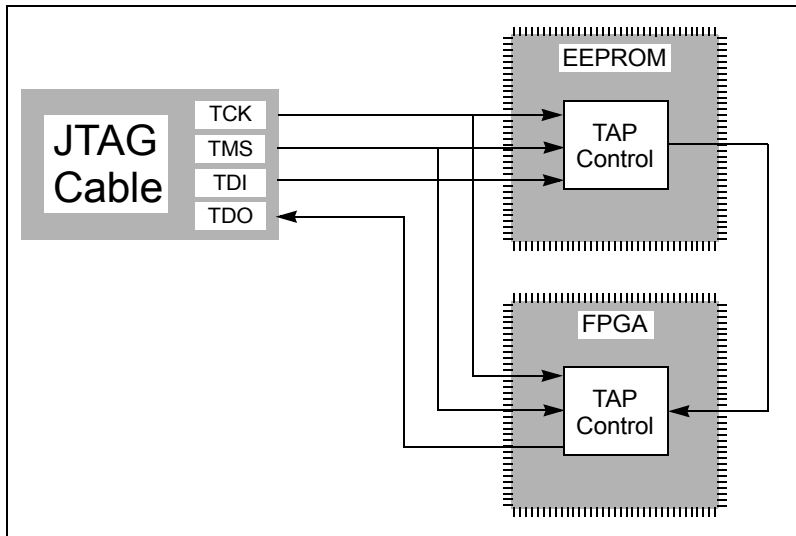 JTAG
Cable
TCK
TMS
TDI
TDO
EEPROM
TAP
Control
FPGA
TAP
Control